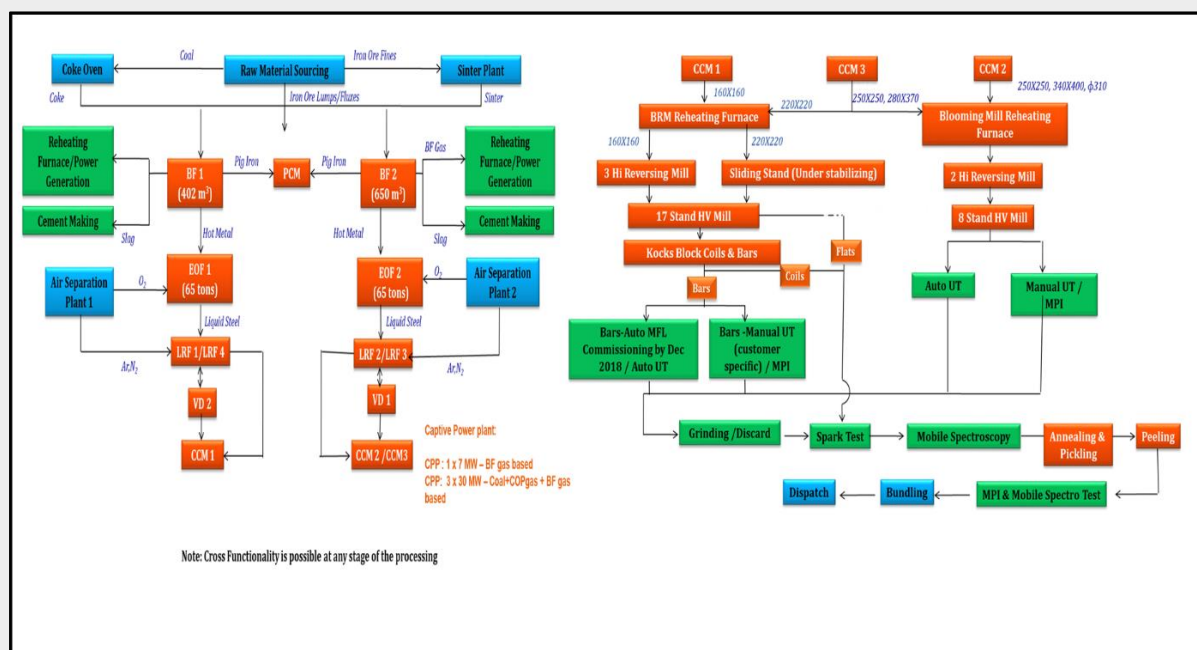 Coal
Iron Ore Fines
Coke Oven
Raw Material Sourcing
Sinter Plant
Coke
Iron Ore Lumps/Fluxes
Sinter
Reheating
Furnace/Power
Generation
BF 1
(402 m³)
Pig Iron
PCM
Pig Iron
BF 2
(650 m³)
BF Gas
Reheating
Furnace/Power
Generation
Cement Making
Slag
Hot Metal
Hot Metal
Slag
Cement Making
Air Separation
Plant 1
O₂
EOF 1
(65 tons)
EOF 2
(65 tons)
O₂
Air Separation
Plant 2
Liquid Steel
Liquid Steel
LRF 1/LRF 4
LRF 2/LRF 3
Ar,N₂
Ar,N₂
VD 2
VD 1
CCM 1
CCM 2 /CCM3
Captive Power plant:
CPP : 1 x 7 MW – BF gas based
CPP: 3 x 30 MW – Coal+COPgas + BF gas
based
Note: Cross Functionality is possible at any stage of the processing
CCM 1
CCM 3
CCM 2
160X160
220X220
250X250, 280X370
250X250, 340X400, ф310
BRM Reheating Furnace
Blooming Mill Reheating
Furnace
160X160
220X220
3 Hi Reversing Mill
Sliding Stand (Under stabilizing)
2 Hi Reversing Mill
17 Stand HV Mill
8 Stand HV Mill
Kocks Block Coils & Bars
Flats
Coils
Bars
Auto UT
Manual UT /
MPI
Bars-Auto MFL
Commissioning by Dec
2018 / Auto UT
Bars -Manual UT
(customer
specific) / MPI
Grinding /Discard
Spark Test
Mobile Spectroscopy
Annealing &
Pickling
Peeling
Dispatch
Bundling
MPI & Mobile Spectro Test